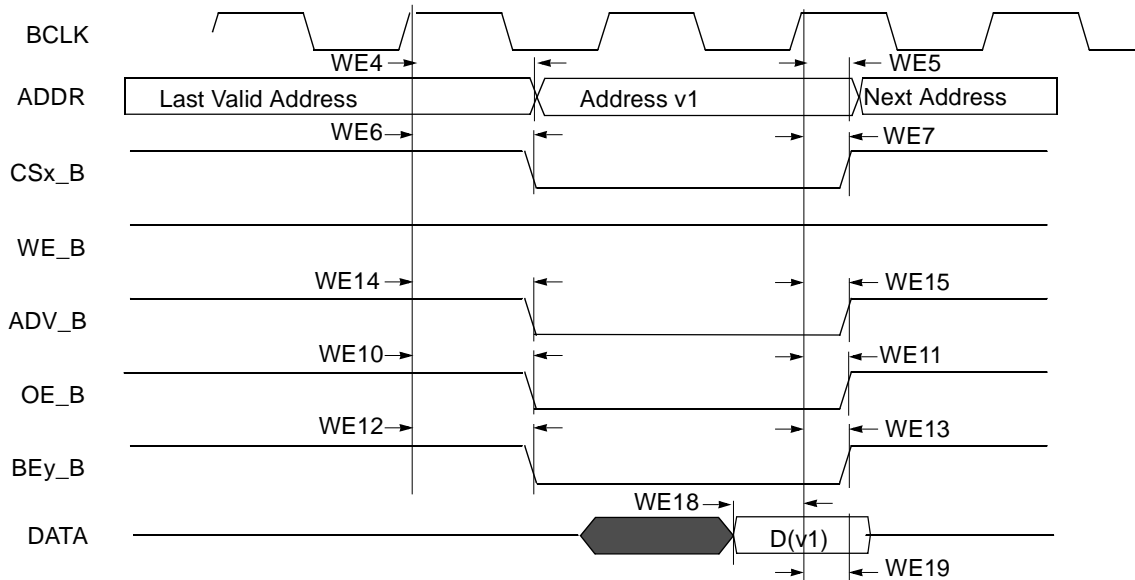 BCLK
WE4
WE5
ADDR
Last Valid Address
Address v1
Next Address
WE6
WE7
CSx_B
WE_B
WE14
WE15
ADV_B
WE10
WE11
OE_B
WE12
WE13
BEy_B
WE18
DATA
D(v1)
WE19